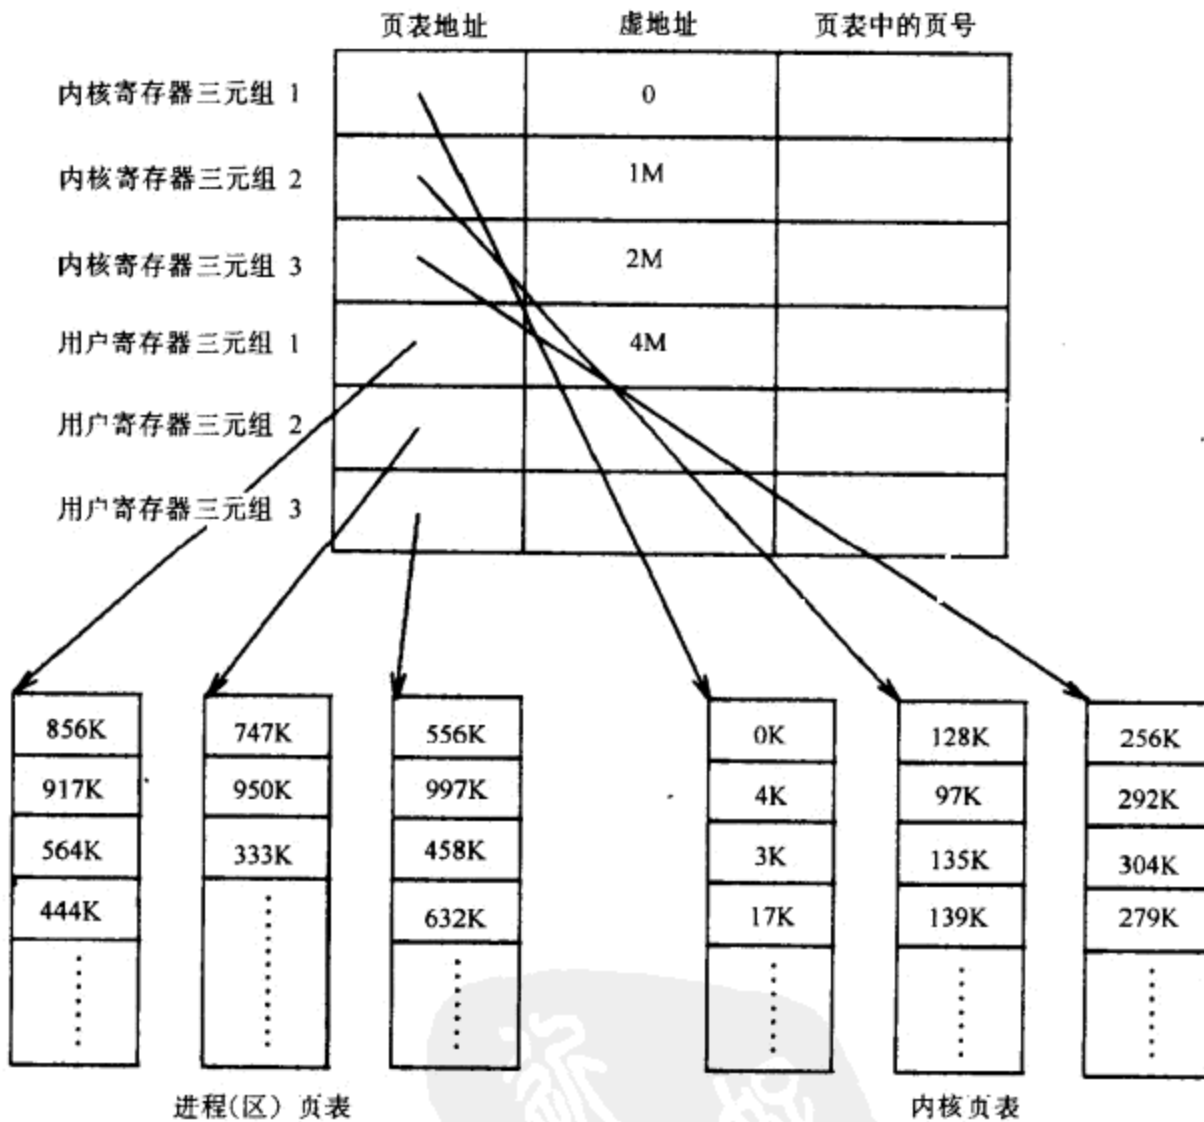 页表地址 虚地址 页表中的页号
内核寄存器三元组 1 0
内核寄存器三元组 2 1M
内核寄存器三元组 3 2M
用户寄存器三元组 1 4M
用户寄存器三元组 2
用户寄存器三元组 3
856K 747K 556K 0K 128K 256K
917K 950K 997K 4K 97K 292K
564K 333K 458K 3K 135K 304K
444K 632K 17K 139K 279K
进程(区) 页表 内核页表